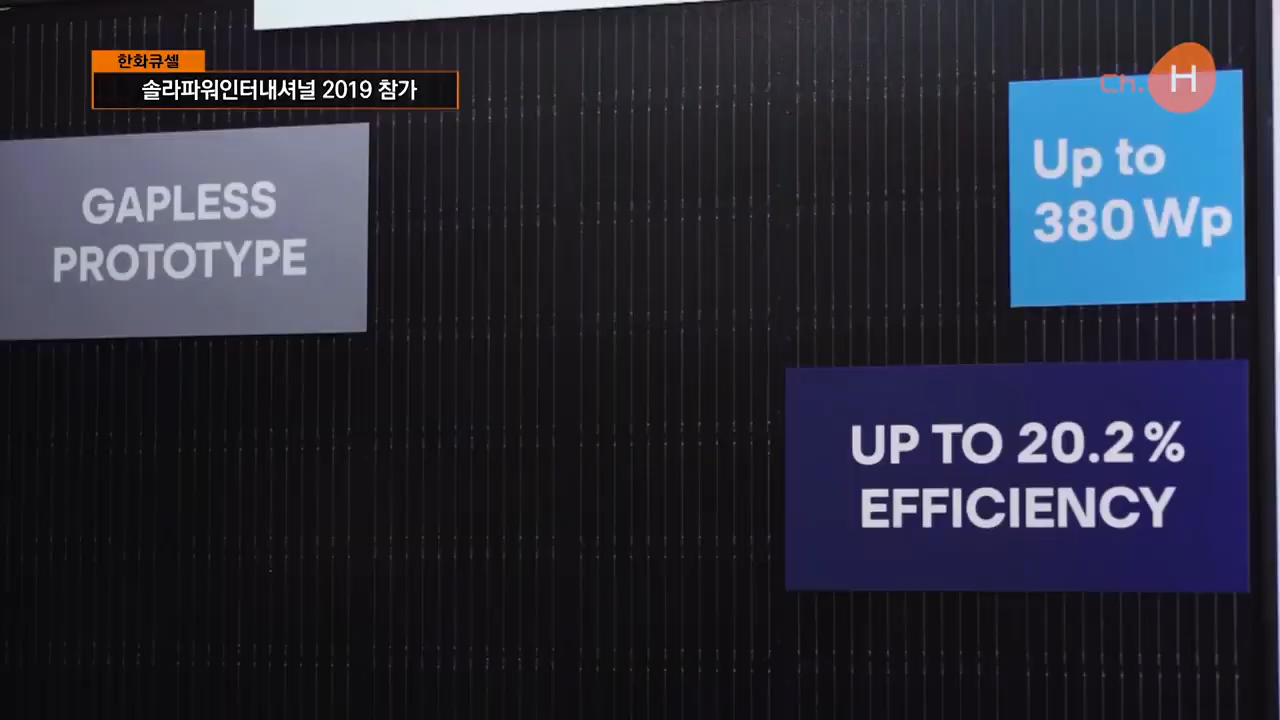 한화큐셀
솔라파워인터내셔널 2019 참가
Ch. H
GAPLESS
PROTOTYPE
Up to
380 Wp
UP TO 20.2%
EFFICIENCY